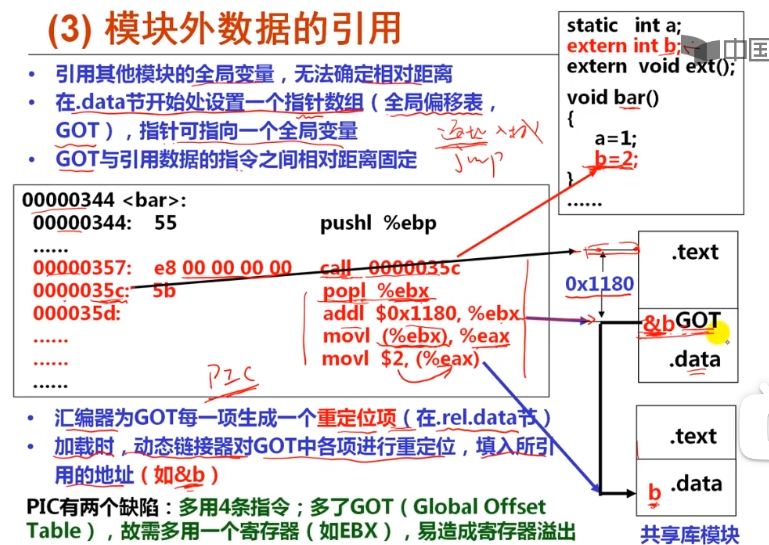 (3) 模块外数据的引用
• 引用其他模块的全局变量，无法确定相对距离
• 在.data节开始处设置一个指针数组（全局偏移表，
GOT），指针可指向一个全局变量
• GOT与引用数据的指令之间相对距离固定
jmp
static int a;
extern int b;
extern void ext();
void bar()
{
a=1;
b=2;
}
......
中国
00000344 <bar>:
00000344: 55 pushl %ebp
......
00000357: e8 00 00 00 00 call 0000035c
0000035c: 5b popl %ebx
000035d: addl $0x1180, %ebx
...... movl (%ebx), %eax
...... movl $2, (%eax)
......
PIC
.text
0x1180
&b GOT
.data
.text
b .data
共享库模块
• 汇编器为GOT每一项生成一个重定位项（在.rel.data节）
• 加载时，动态链接器对GOT中各项进行重定位，填入所引
用的地址（如&b）
PIC有两个缺陷：多用4条指令；多了GOT（Global Offset
Table），故需多用一个寄存器（如EBX），易造成寄存器溢出